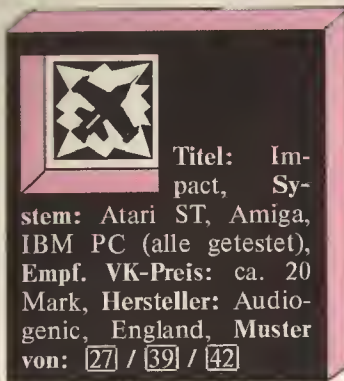 Titel: Im-
pact, Sy-
stem: Atari ST, Amiga,
IBM PC (alle getestet),
Empf. VK-Preis: ca. 20
Mark, Hersteller: Audio-
genic, England, Muster
von: 27 / 39 / 42